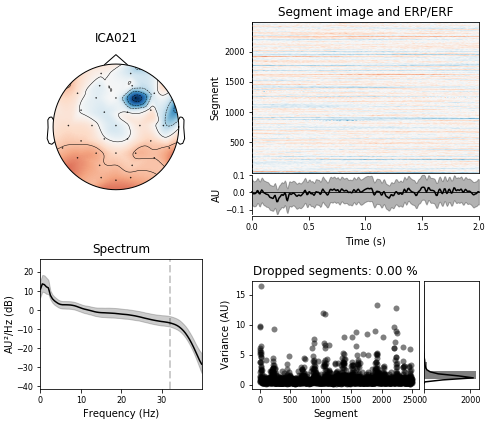 ICA021
Segment image and ERP/ERF
Segment
2000
1500
1000
500
AU
0.1
0.0
−0.1
0.0 0.5 1.0 1.5 2.0
Time (s)
Spectrum
AU²/Hz (dB)
20
10
0
−10
−20
−30
−40
0 10 20 30
Frequency (Hz)
Dropped segments: 0.00 %
Variance (AU)
15
10
5
0
0 500 1000 1500 2000 2500
Segment
0 2000